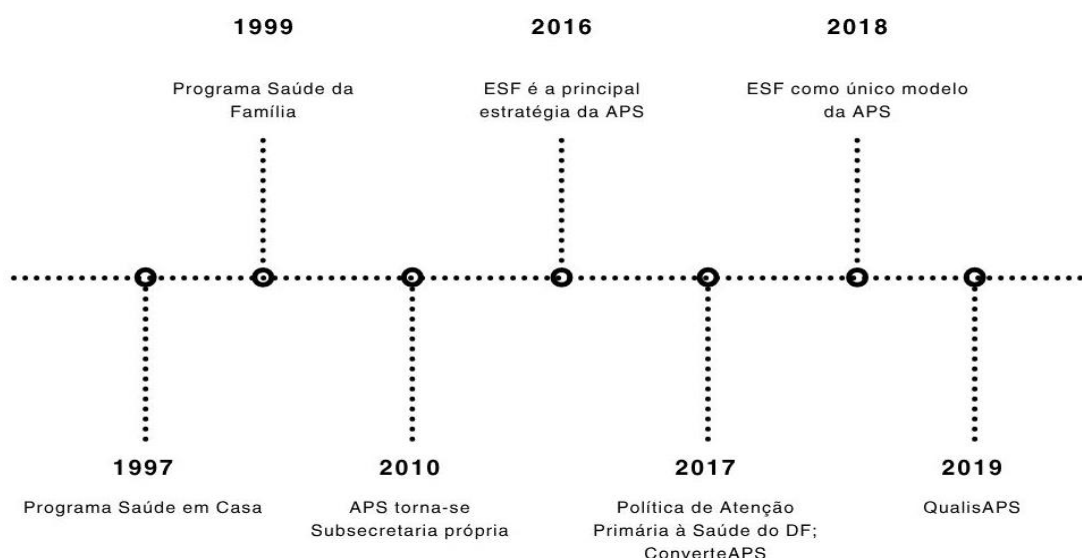 1999
Programa Saúde da
Família
2016
ESF é a principal
estratégia da APS
2018
ESF como único modelo
da APS
1997
Programa Saúde em Casa
2010
APS torna-se
Subsecretaria própria
2017
Política de Atenção
Primária à Saúde do DF;
ConverteAPS
2019
QualisAPS